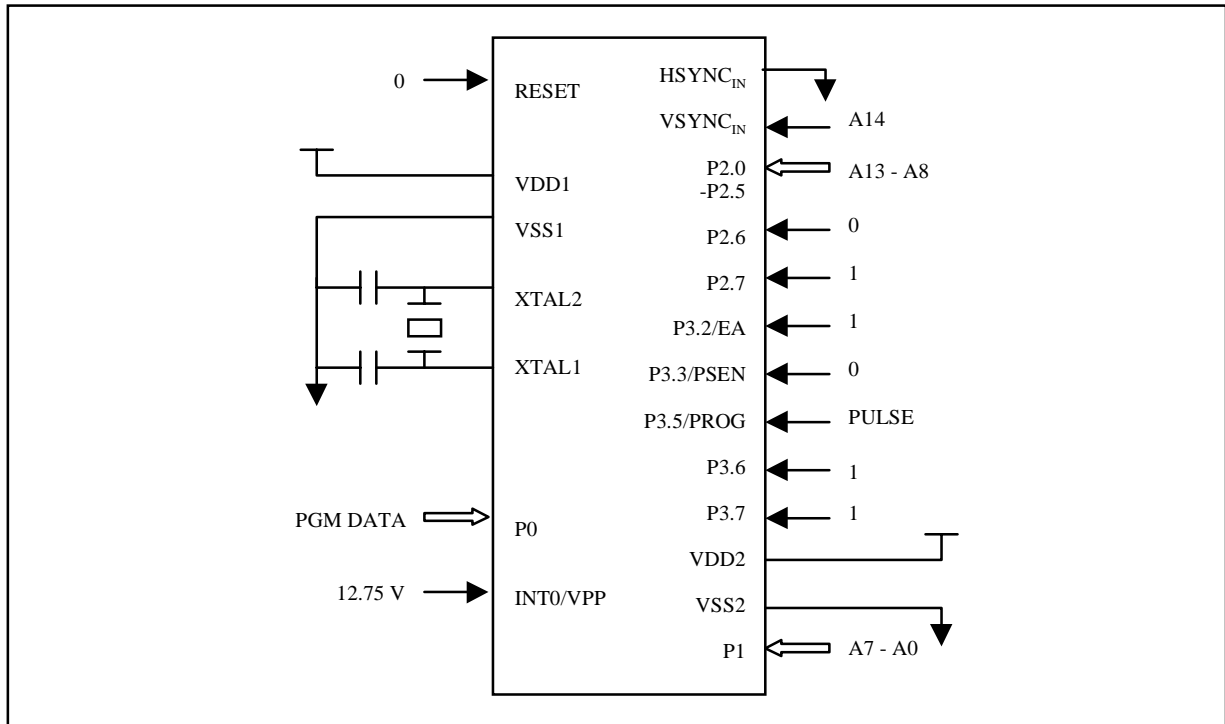 0
RESET
VDD1
VSS1
XTAL2
XTAL1
PGM DATA
P0
12.75 V
INT0/VPP
HSYNCIN
VSYNCIN
A14
P2.0
-P2.5
A13 - A8
P2.6
0
P2.7
1
P3.2/EA
1
P3.3/PSEN
0
P3.5/PROG
PULSE
P3.6
1
P3.7
1
VDD2
VSS2
P1
A7 - A0